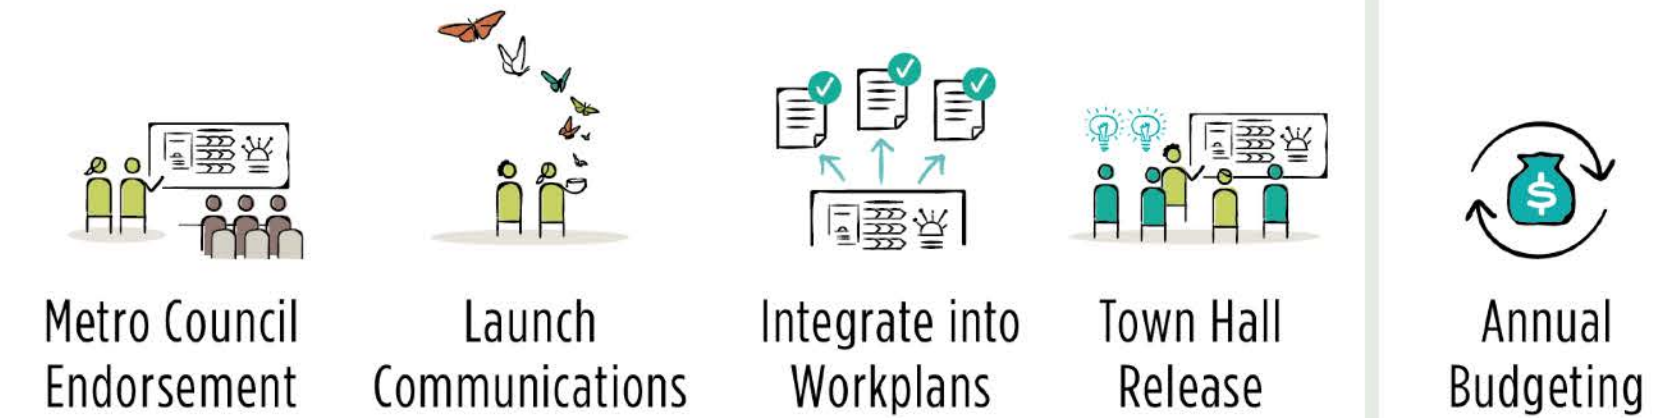 Metro Council
Endorsement
Launch
Communications
Integrate into
Workplans
Town Hall
Release
$
Annual
Budgeting